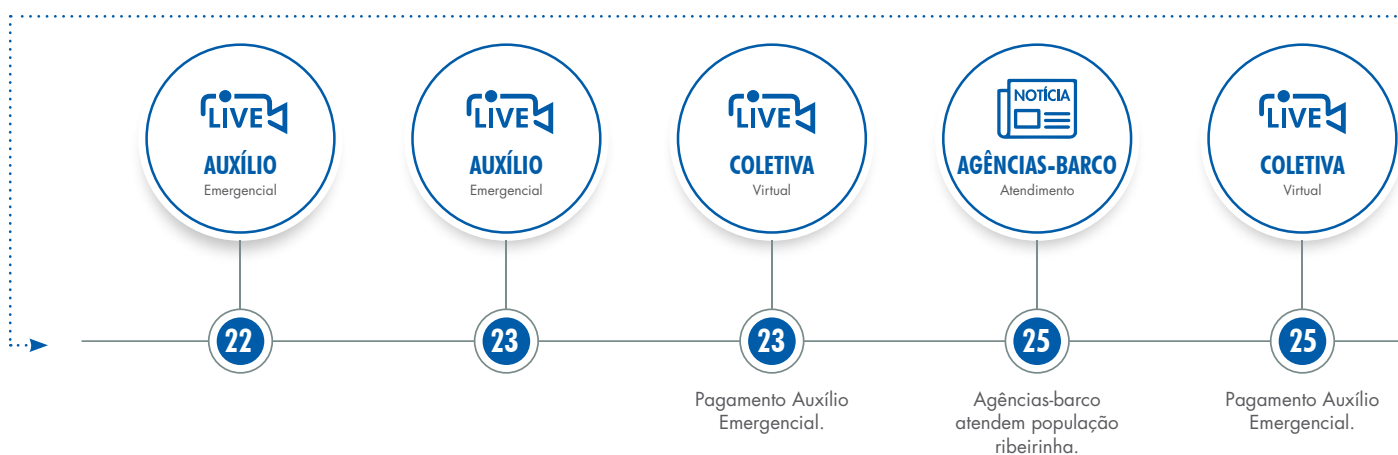 LIVE
AUXÍLIO
Emergencial
22
LIVE
AUXÍLIO
Emergencial
23
LIVE
COLETIVA
Virtual
23
Pagamento Auxílio
Emergencial.
NOTÍCIA
AGÊNCIAS-BARCO
Atendimento
25
Agências-barco
atendem população
ribeirinha.
LIVE
COLETIVA
Virtual
25
Pagamento Auxílio
Emergencial.